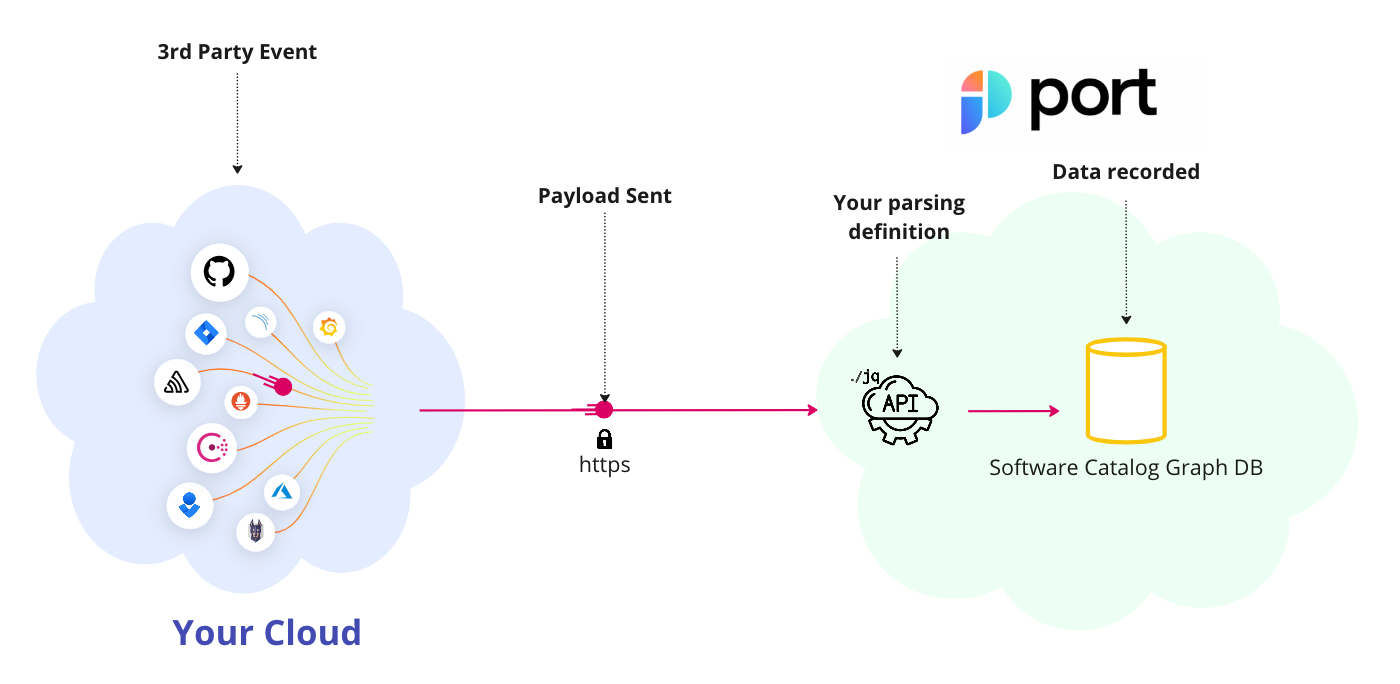 3rd Party Event
port
Data recorded
Payload Sent
Your parsing
definition
./jq
API
https
Software Catalog Graph DB
Your Cloud